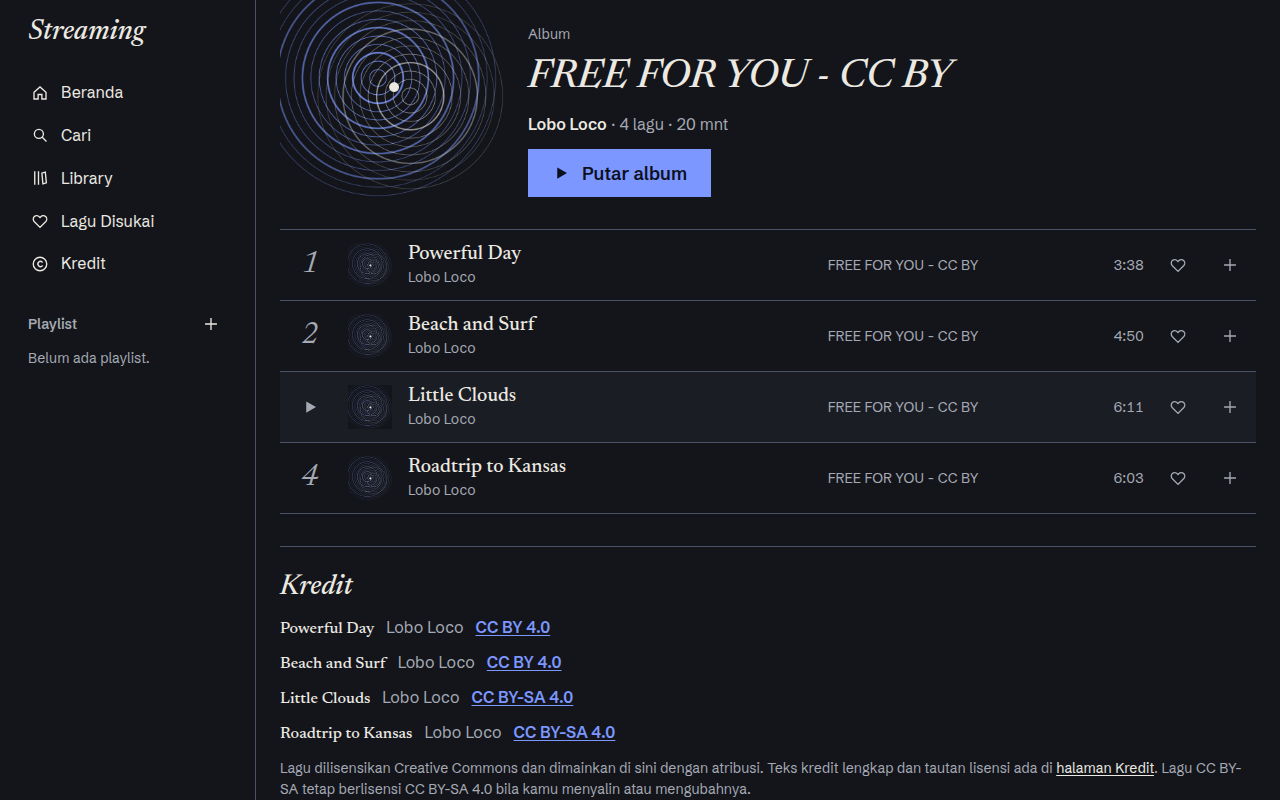 Streaming
Beranda
Cari
Library
Lagu Disukai
Kredit
Playlist
Belum ada playlist.
Album
FREE FOR YOU - CC BY
Lobo Loco · 4 lagu · 20 mnt
Putar album
1 Powerful Day FREE FOR YOU - CC BY 3:38
Lobo Loco
2 Beach and Surf FREE FOR YOU - CC BY 4:50
Lobo Loco
Little Clouds FREE FOR YOU - CC BY 6:11
Lobo Loco
4 Roadtrip to Kansas FREE FOR YOU - CC BY 6:03
Lobo Loco
Kredit
Powerful Day Lobo Loco CC BY 4.0
Beach and Surf Lobo Loco CC BY 4.0
Little Clouds Lobo Loco CC BY-SA 4.0
Roadtrip to Kansas Lobo Loco CC BY-SA 4.0
Lagu dilisensikan Creative Commons dan dimainkan di sini dengan atribusi. Teks kredit lengkap dan tautan lisensi ada di halaman Kredit. Lagu CC BY-
SA tetap berlisensi CC BY-SA 4.0 bila kamu menyalin atau mengubahnya.